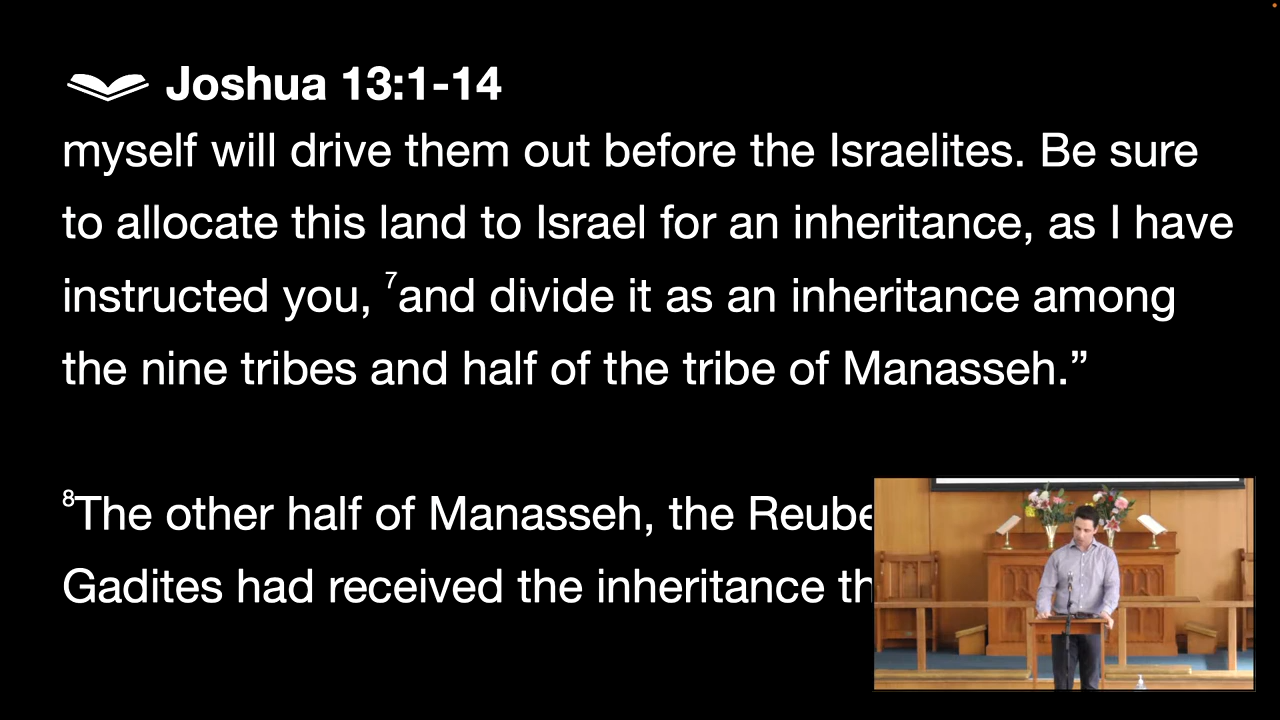 Joshua 13:1-14
myself will drive them out before the Israelites. Be sure
to allocate this land to Israel for an inheritance, as I have
instructed you, 7and divide it as an inheritance among
the nine tribes and half of the tribe of Manasseh.”
8The other half of Manasseh, the
Gadites had received the inheritance